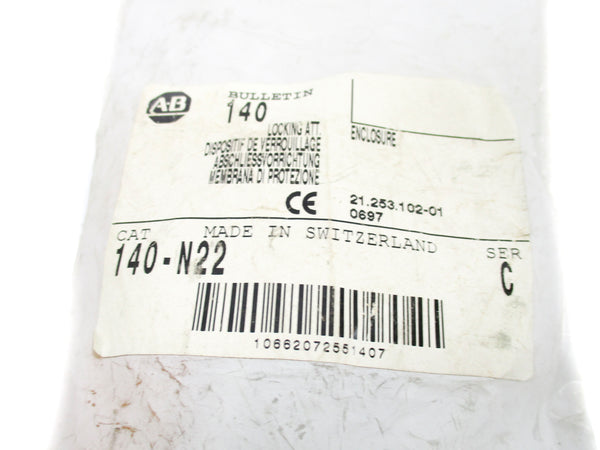 A-B
BULLETIN
140
LOCKING ATT.
DISPOSITIF DE VERROUILLAGE
ABSCHLIESSVORRICHTUNG
MEMBRANA DI PROTEZIONE
ENCLOSURE
CE
21.253.102-01
0697
CAT
MADE IN SWITZERLAND
SER
140-N22
C
10662072551407